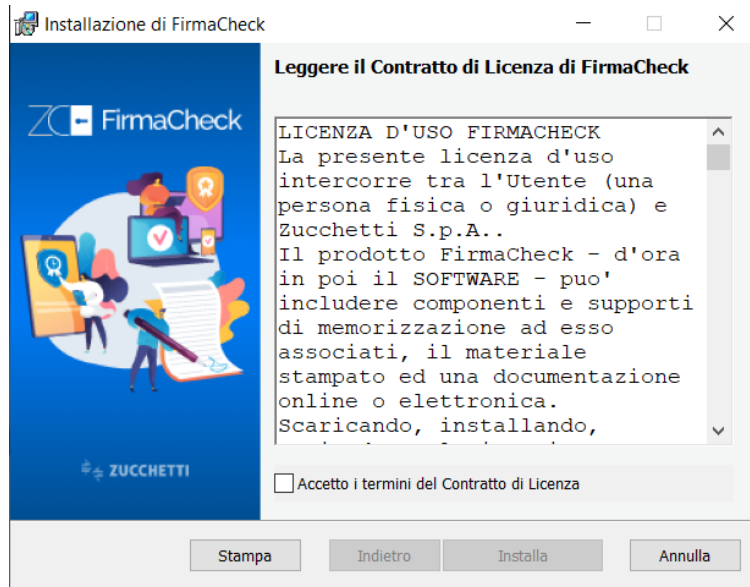 Installazione di FirmaCheck
Leggere il Contratto di Licenza di FirmaCheck
ZC FirmaCheck
LICENZA D'USO FIRMACHECK
La presente licenza d'uso
intercorre tra l'Utente (una
persona fisica o giuridica) e
Zucchetti S.p.A..
Il prodotto FirmaCheck – d'ora
in poi il SOFTWARE – puo'
includere componenti e supporti
di memorizzazione ad esso
associati, il materiale
stampato ed una documentazione
online o elettronica.
Scaricando, installando,
ZUCCHETTI
Accetto i termini del Contratto di Licenza
Stampa
Indietro
Installa
Annulla